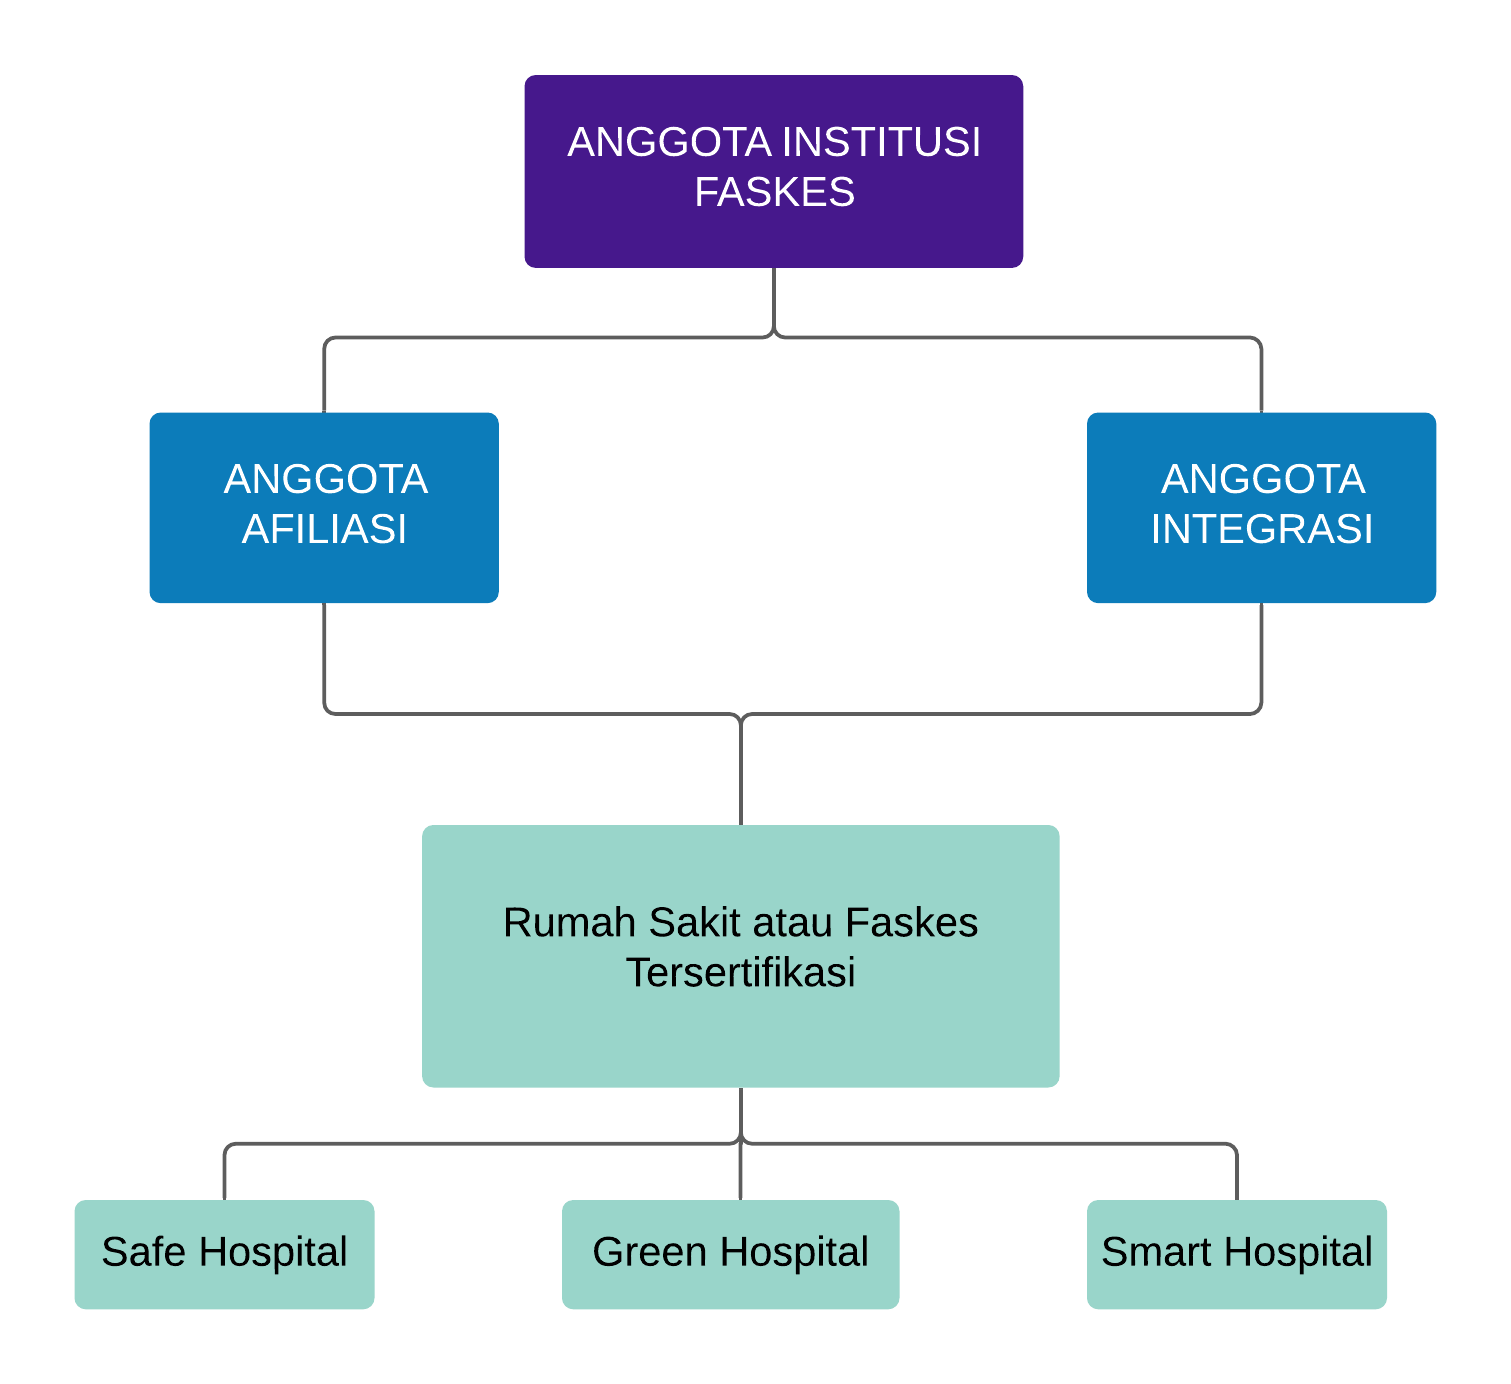 ANGGOTA INSTITUSI
FASKES
ANGGOTA
AFILIASI
ANGGOTA
INTEGRASI
Rumah Sakit atau Faskes
Tersertifikasi
Safe Hospital
Green Hospital
Smart Hospital